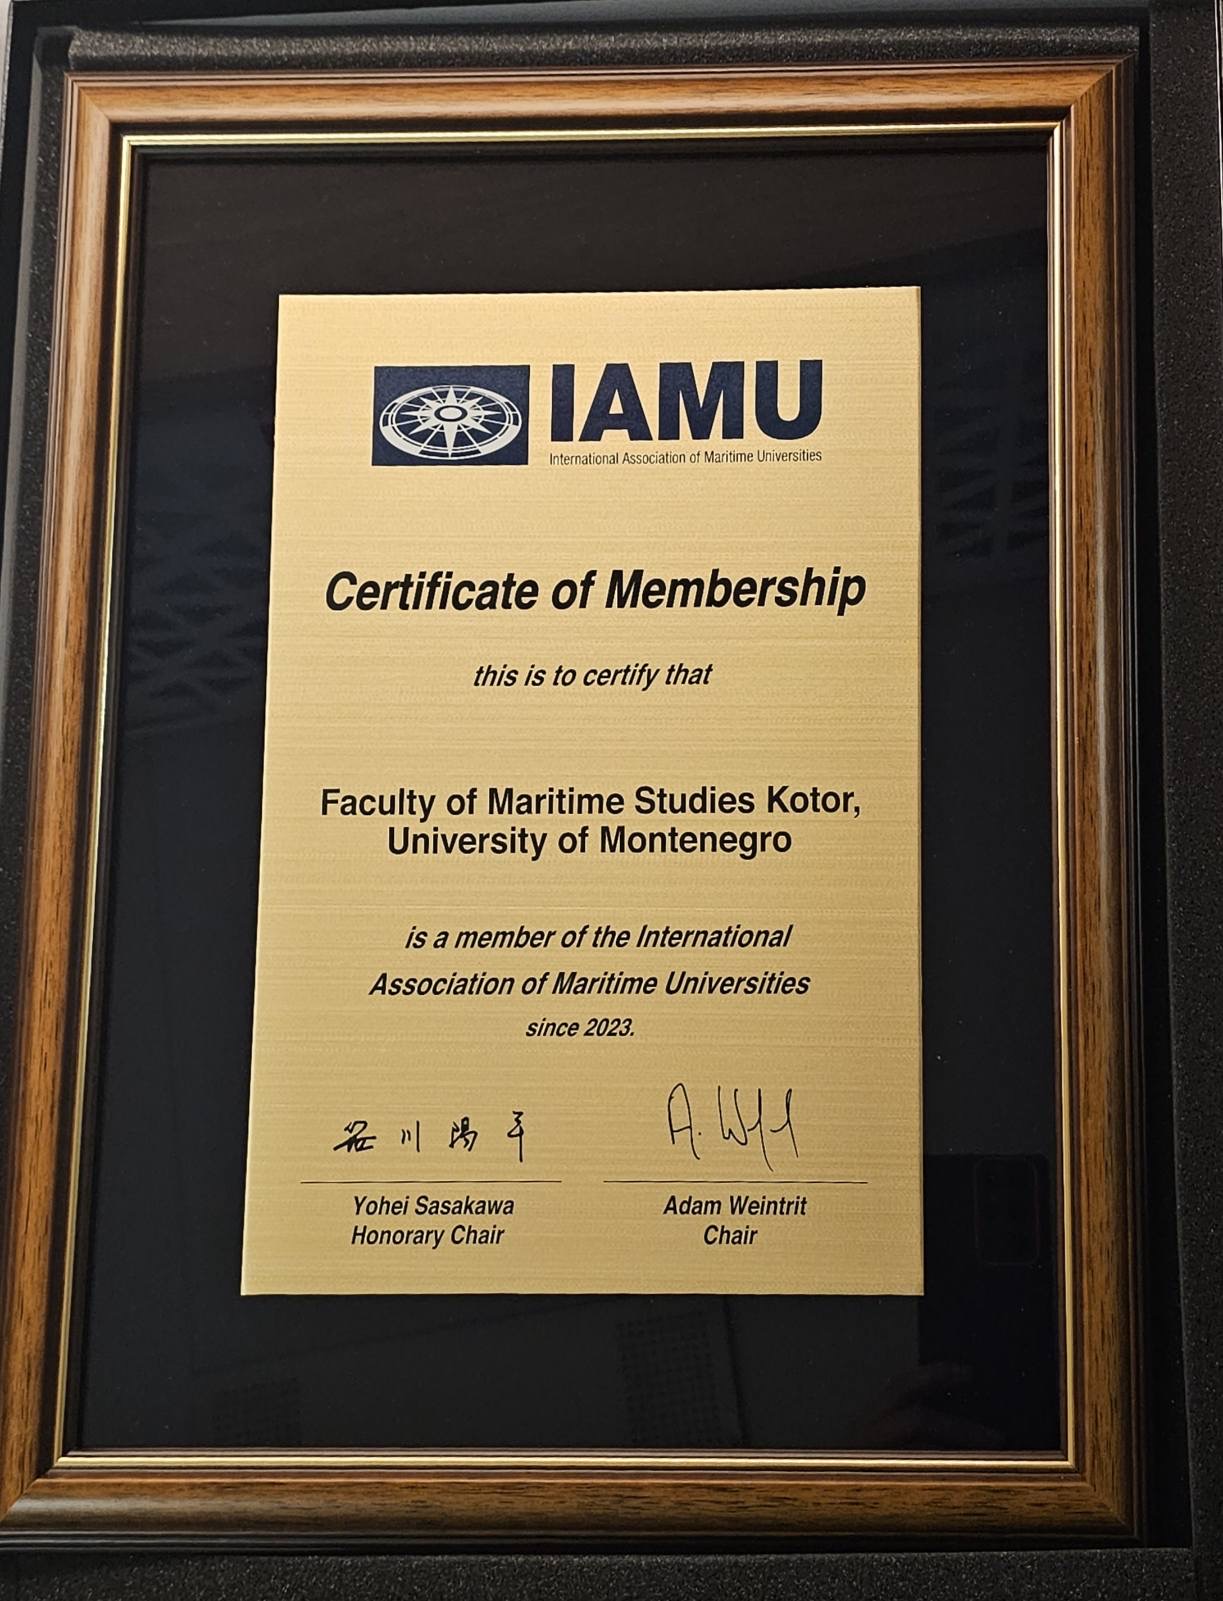 IAMU
International Association of Maritime Universities
Certificate of Membership
this is to certify that
Faculty of Maritime Studies Kotor,
University of Montenegro
is a member of the International
Association of Maritime Universities
since 2023.
笹川陽平 A. W
Yohei Sasakawa Adam Weintrit
Honorary Chair Chair